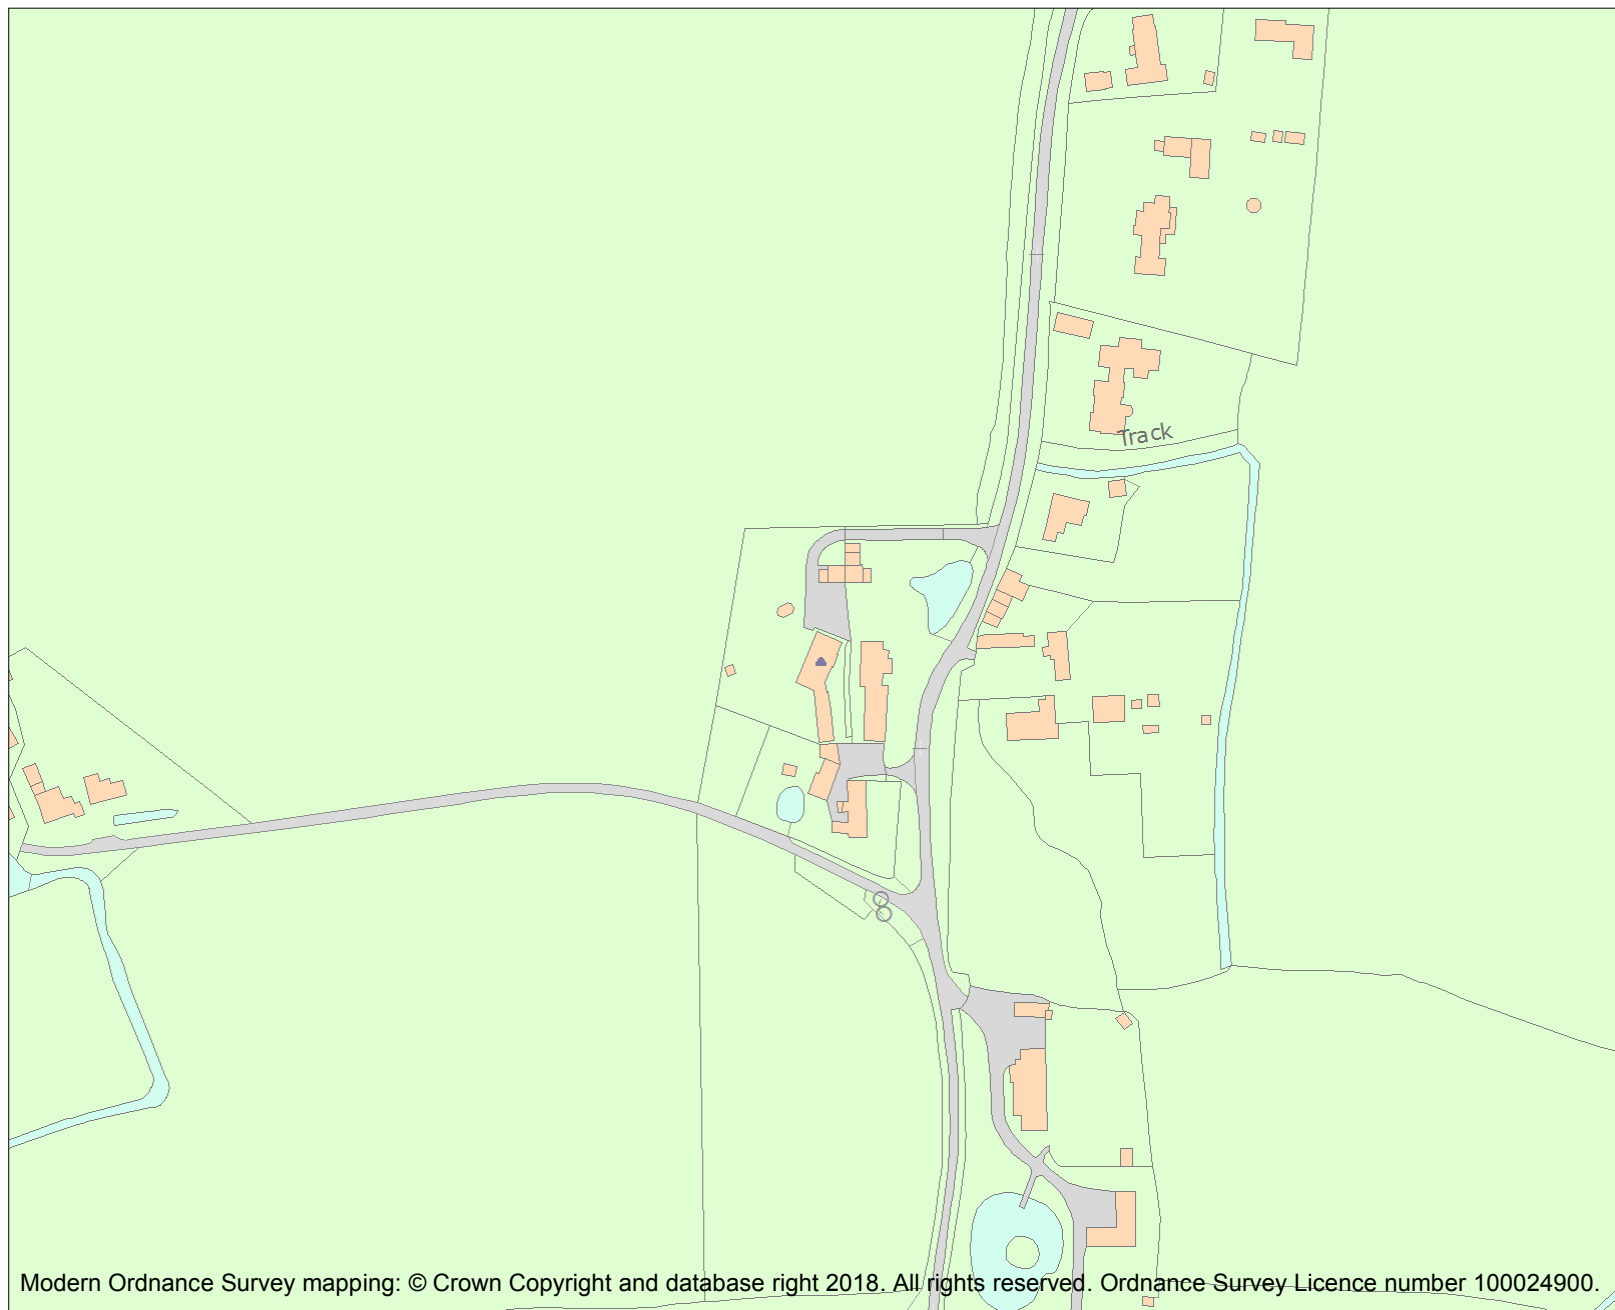 Track
Modern Ordnance Survey mapping: © Crown Copyright and database right 2018. All rights reserved. Ordnance Survey Licence number 100024900.